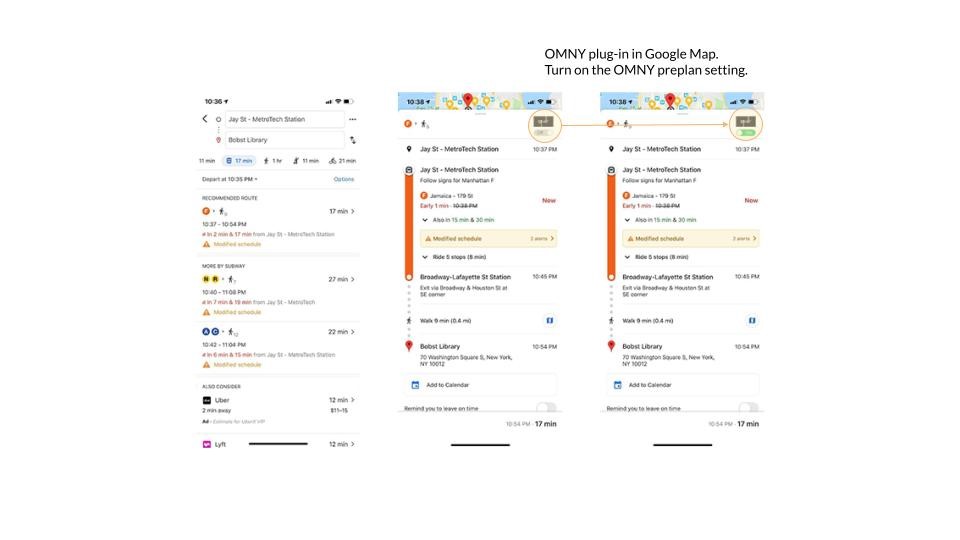 OMNY plug-in in Google Map.
Turn on the OMNY preplan setting.
10:36
Jay St - MetroTech Station
Bobst Library
11 min
17 min
1 hr
11 min
21 min
Depart at 10:35 PM
Options
RECOMMENDED ROUTE
F
9
17 min
10:37 – 10:54 PM
in 2 min & 17 min from Jay St - MetroTech Station
Modified schedule
MORE BY SUBWAY
N R
7
27 min
10:40 – 11:08 PM
in 7 min & 19 min from Jay St - MetroTech
Modified schedule
A C
12
22 min
10:42 – 11:04 PM
in 6 min & 15 min from Jay St - MetroTech Station
Modified schedule
ALSO CONSIDER
Uber
12 min
2 min away
$11–15
Ad · Estimate for UberX VIP
Lyft
12 min
10:38
F
9
Off
Jay St - MetroTech Station
10:37 PM
Jay St - MetroTech Station
Follow signs for Manhattan F
F Jamaica - 179 St
Now
Early 1 min · 10:38 PM
Also in 15 min & 30 min
Modified schedule
2 alerts
Ride 5 stops (8 min)
Broadway-Lafayette St Station
10:45 PM
Exit via Broadway & Houston St at
SE corner
Walk 9 min (0.4 mi)
Bobst Library
10:54 PM
70 Washington Square S, New York,
NY 10012
Add to Calendar
Remind you to leave on time
10:54 PM · 17 min
10:38
Jay St - MetroTech Station
10:37 PM
Jay St - MetroTech Station
Follow signs for Manhattan F
F Jamaica - 179 St
Now
Early 1 min · 10:38 PM
Also in 15 min & 30 min
Modified schedule
2 alerts
Ride 5 stops (8 min)
Broadway-Lafayette St Station
10:45 PM
Exit via Broadway & Houston St at
SE corner
Walk 9 min (0.4 mi)
Bobst Library
10:54 PM
70 Washington Square S, New York,
NY 10012
Add to Calendar
Remind you to leave on time
10:54 PM · 17 min